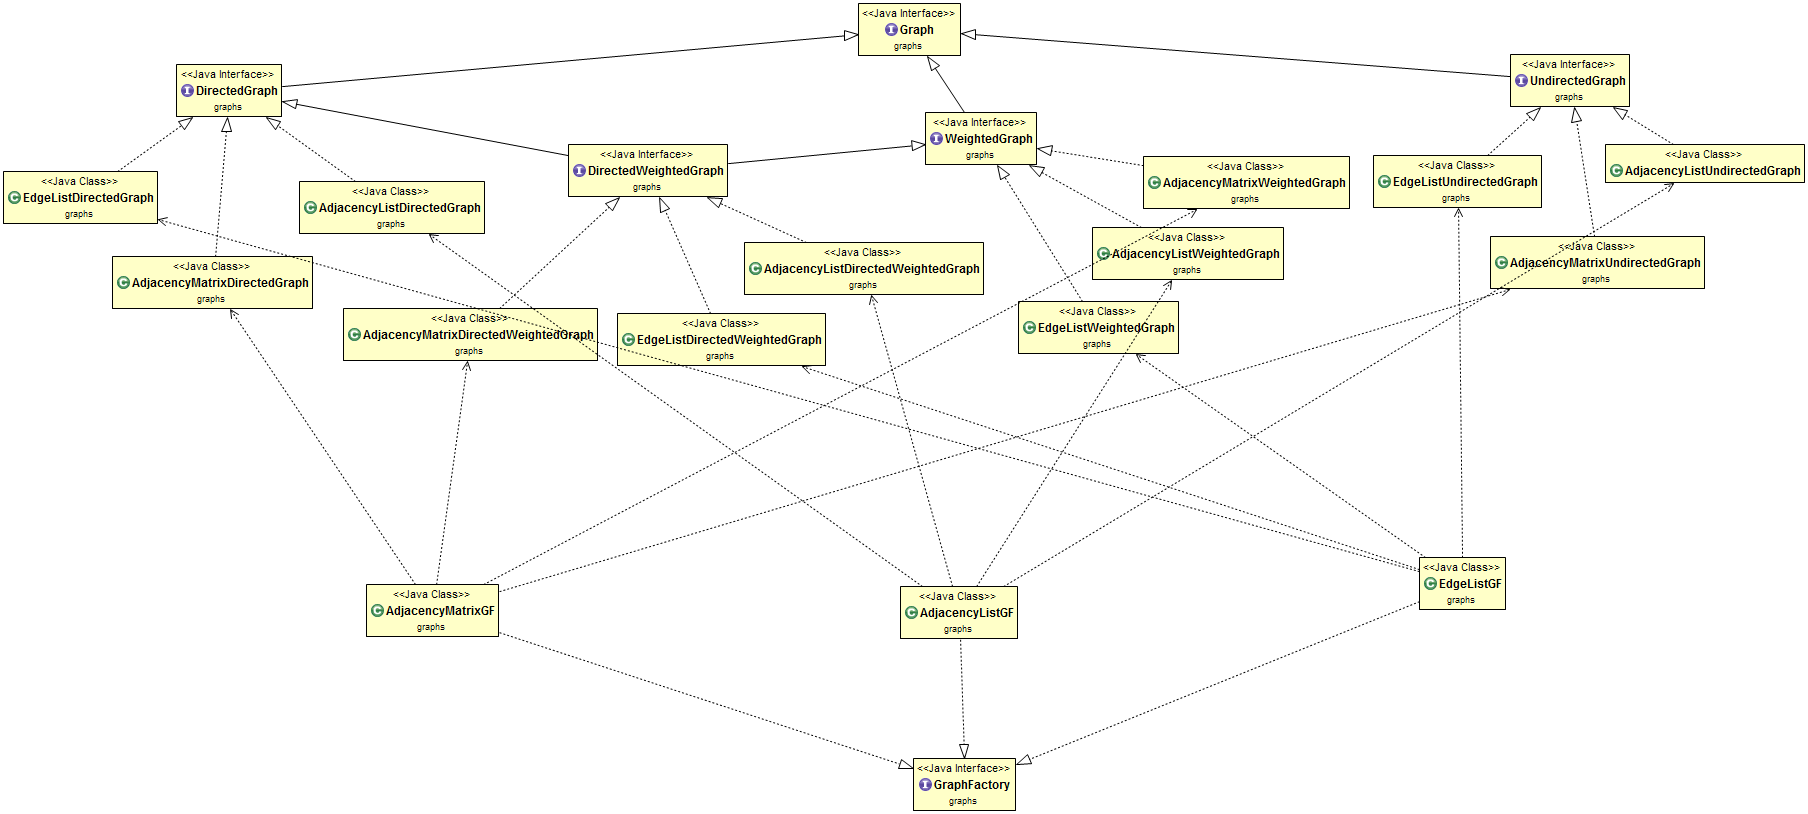 <<Java Interface>>
Graph
graphs
<<Java Interface>>
DirectedGraph
graphs
<<Java Interface>>
UndirectedGraph
graphs
<<Java Interface>>
WeightedGraph
graphs
<<Java Interface>>
DirectedWeightedGraph
graphs
<<Java Class>>
EdgeListDirectedGraph
graphs
<<Java Class>>
AdjacencyListDirectedGraph
graphs
<<Java Class>>
AdjacencyMatrixWeightedGraph
graphs
<<Java Class>>
EdgeListUndirectedGraph
graphs
<<Java Class>>
AdjacencyListUndirectedGraph
graphs
<<Java Class>>
AdjacencyMatrixDirectedGraph
graphs
<<Java Class>>
AdjacencyListDirectedWeightedGraph
graphs
<<Java Class>>
AdjacencyListWeightedGraph
graphs
<<Java Class>>
AdjacencyMatrixUndirectedGraph
graphs
<<Java Class>>
AdjacencyMatrixDirectedWeightedGraph
graphs
<<Java Class>>
EdgeListDirectedWeightedGraph
graphs
<<Java Class>>
EdgeListWeightedGraph
graphs
<<Java Class>>
AdjacencyMatrixGF
graphs
<<Java Class>>
AdjacencyListGF
graphs
<<Java Class>>
EdgeListGF
graphs
<<Java Interface>>
GraphFactory
graphs